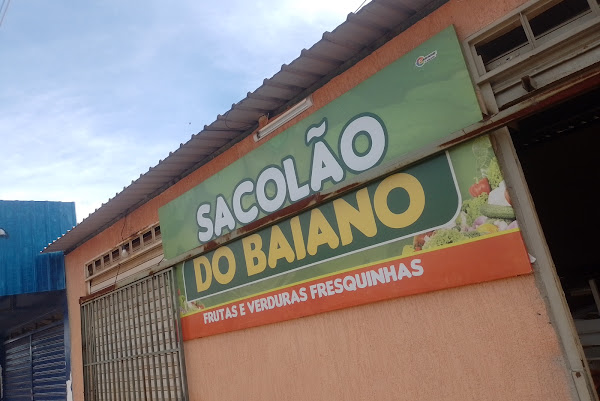 SACOLÃO
DO BAIANO
FRUTAS E VERDURAS FRESQUINHAS